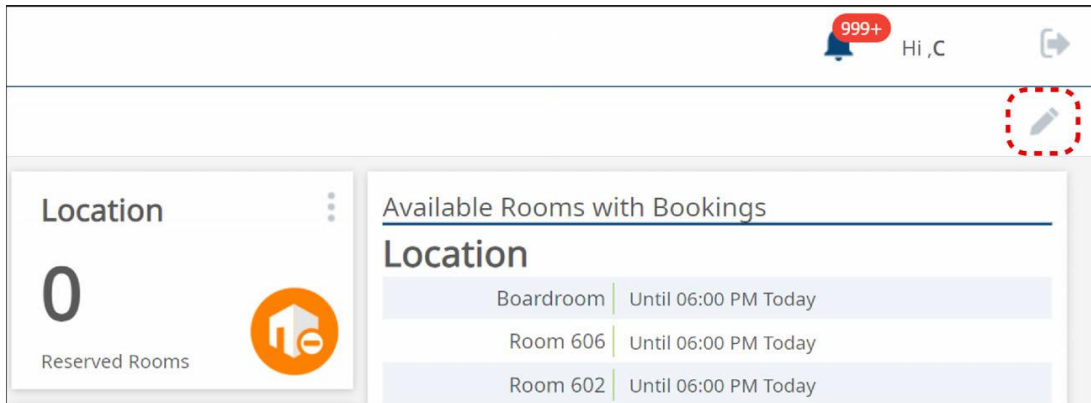 999+
Hi ,C
Location
0
Reserved Rooms
Available Rooms with Bookings
Location
Boardroom Until 06:00 PM Today
Room 606 Until 06:00 PM Today
Room 602 Until 06:00 PM Today